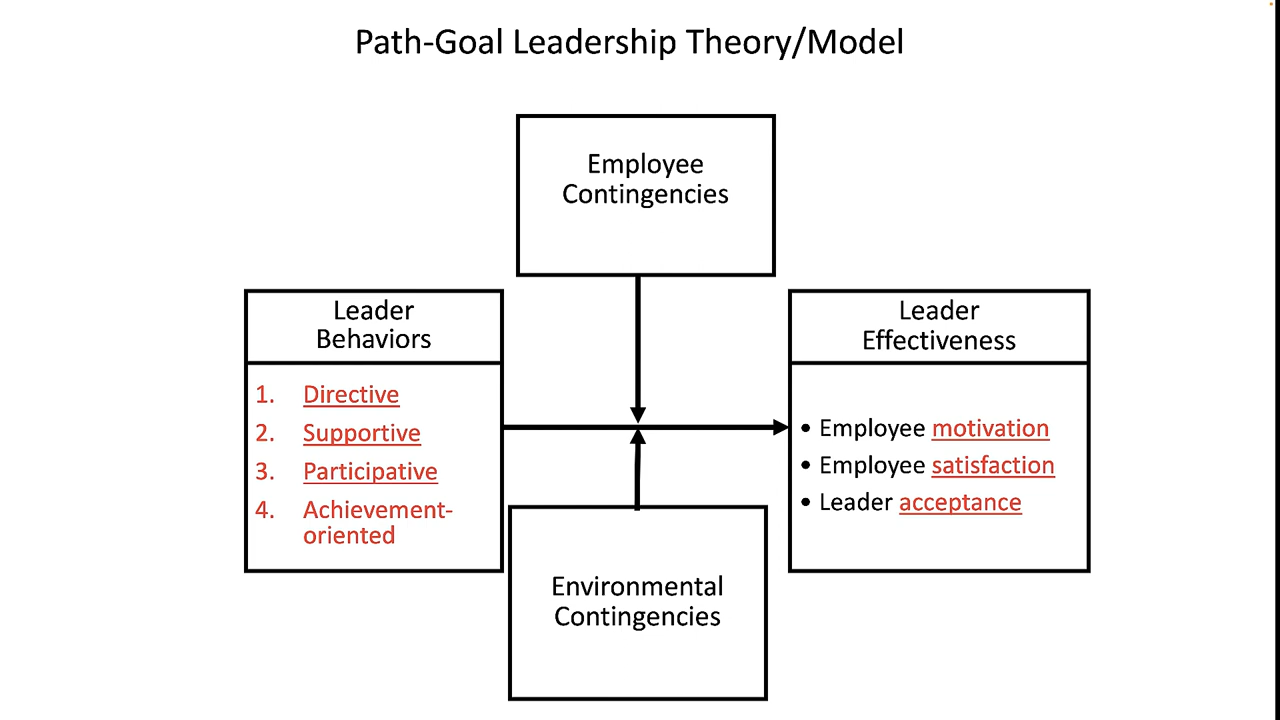 Path-Goal Leadership Theory/Model
Employee
Contingencies
Leader
Behaviors
1. Directive
2. Supportive
3. Participative
4. Achievement-
oriented
Leader
Effectiveness
• Employee motivation
• Employee satisfaction
• Leader acceptance
Environmental
Contingencies